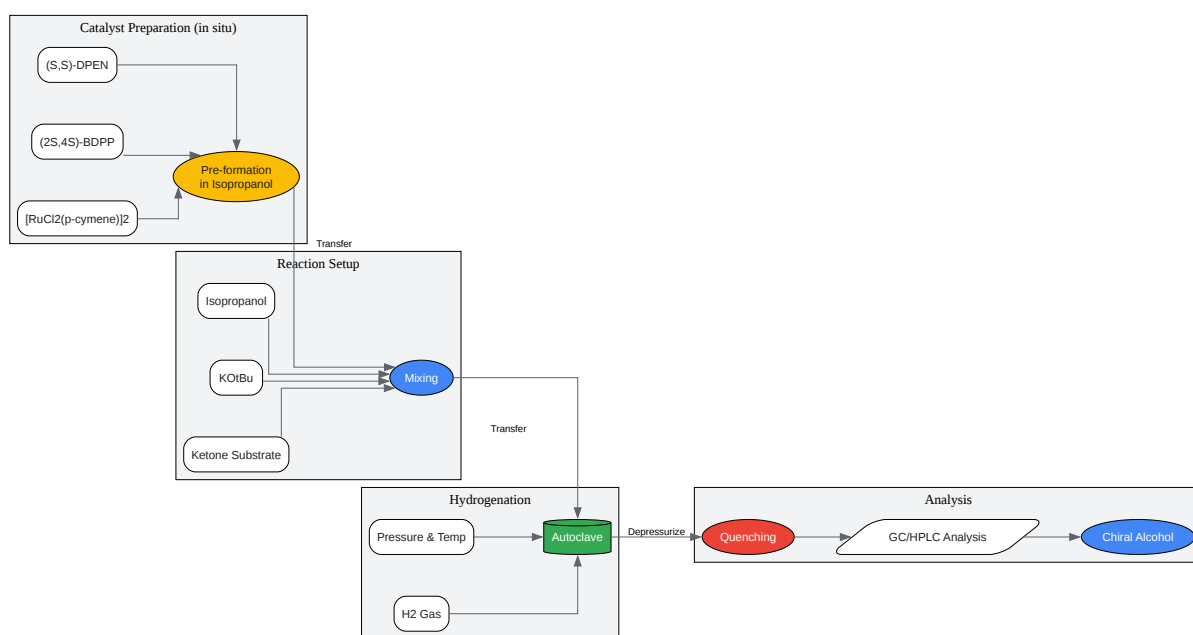 Catalyst Preparation (in situ)
(S,S)-DPEN
(2S,4S)-BDPP
Pre-formation
in Isopropanol
[RuCl2(p-cymene)]2
Transfer
Reaction Setup
Isopropanol
KOtBu
Mixing
Ketone Substrate
Transfer
Hydrogenation
Pressure & Temp
Autoclave
H2 Gas
Depressurize
Analysis
Quenching
GC/HPLC Analysis
Chiral Alcohol